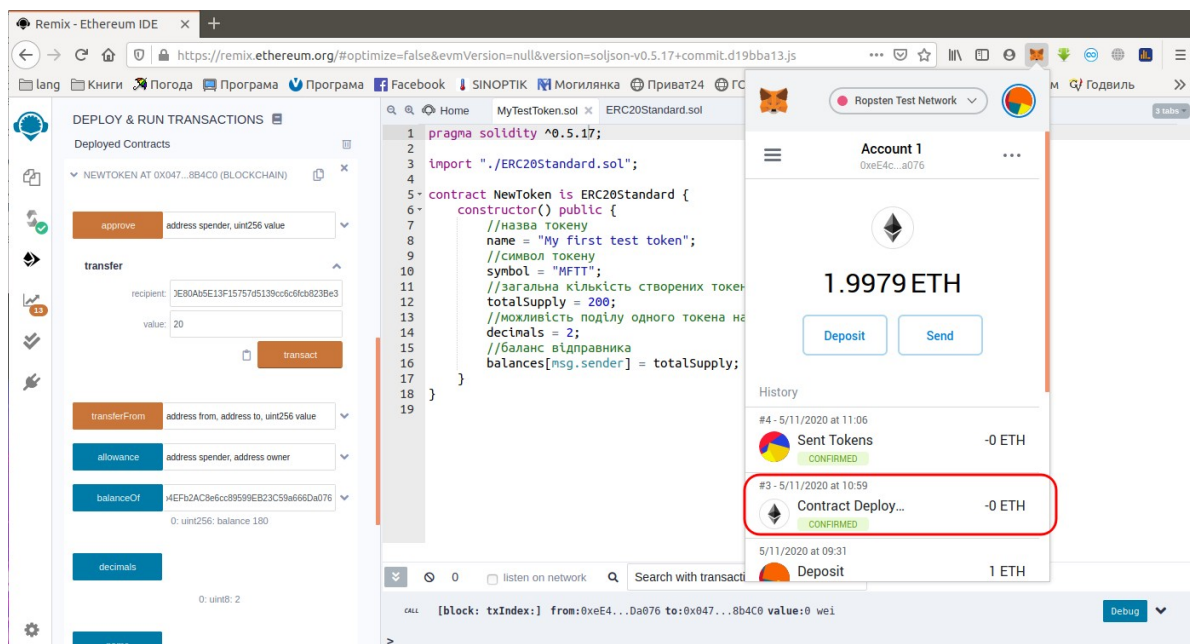 Remix - Ethereum IDE × +
https://remix.ethereum.org/#optimize=false&evmVersion=null&version=soljson-v0.5.17+commit.d19bba13.js
lang Книги Погода Програма Програма Facebook SINOPTIK Могилянка Приват24 Годвиль »
DEPLOY & RUN TRANSACTIONS
Deployed Contracts
NEWTOKEN AT 0X047...8B4C0 (BLOCKCHAIN)
approve address spender, uint256 value
transfer
recipient: 0E80Ab5E13F15757d5139cc6c6fcb823Be3
value: 20
transact
13
transferFrom address from, address to, uint256 value
allowance address spender, address owner
balanceOf 4EFb2AC8e6cc89599EB23C59a666Da076
0: uint256: balance 180
decimals
0: uint8: 2
Home MyTestToken.sol × ERC20Standard.sol
3 tabs
1 pragma solidity ^0.5.17;
2
3 import "./ERC20Standard.sol";
4
5 contract NewToken is ERC20Standard {
6 constructor() public {
7 //назва токену
8 name = "My first test token";
9 //символ токену
10 symbol = "MFTT";
11 //загальна кількість створених токен
12 totalSupply = 200;
13 //можливість поділу одного токена на
14 decimals = 2;
15 //баланс відправника
16 balances[msg.sender] = totalSupply;
17 }
18 }
19
0 listen on network Search with transacti
CALL [block: txIndex:] from:0xeE4...Da076 to:0x047...8b4C0 value:0 wei
Debug
>
Ropsten Test Network
Account 1
0xeE4c...a076
1.9979 ETH
Deposit Send
History
#4 - 5/11/2020 at 11:06
Sent Tokens -0 ETH
CONFIRMED
#3 - 5/11/2020 at 10:59
Contract Deploy... -0 ETH
CONFIRMED
5/11/2020 at 09:31
Deposit 1 ETH